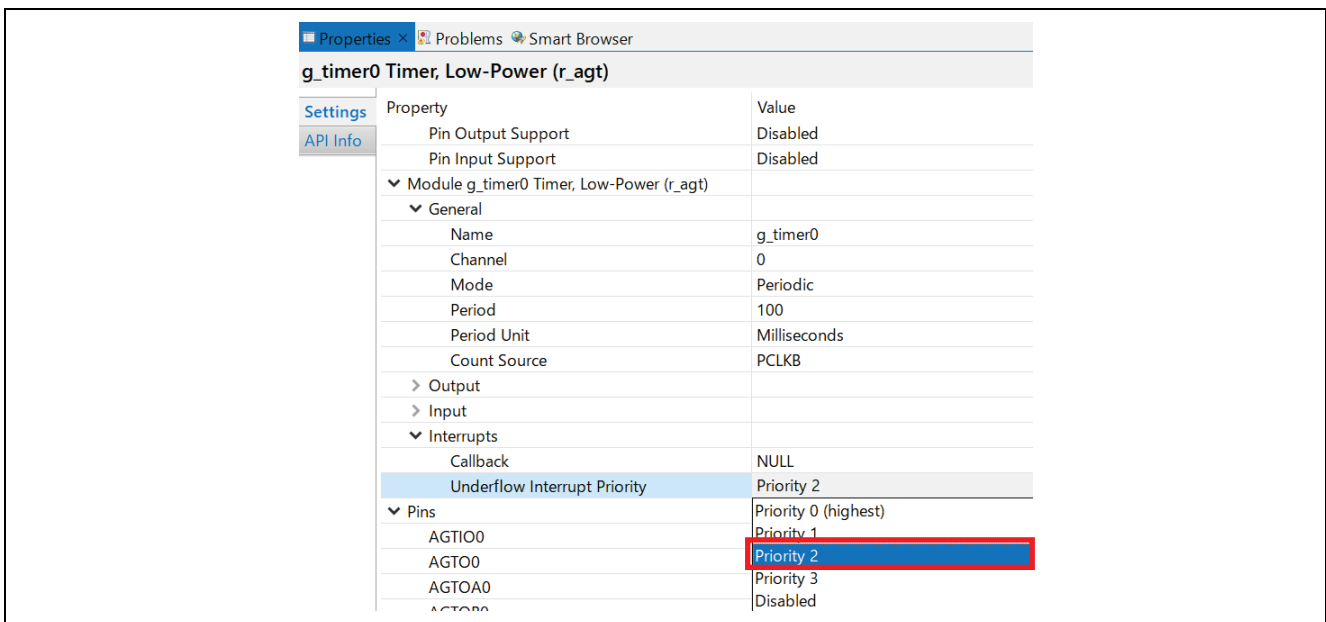 Properties Problems Smart Browser
g_timer0 Timer, Low-Power (r_agt)
Settings
API Info
Property Value
Pin Output Support Disabled
Pin Input Support Disabled
Module g_timer0 Timer, Low-Power (r_agt)
General
Name g_timer0
Channel 0
Mode Periodic
Period 100
Period Unit Milliseconds
Count Source PCLKB
Output
Input
Interrupts
Callback NULL
Underflow Interrupt Priority Priority 2
Pins Priority 0 (highest)
AGTIO0 Priority 1
AGTO0 Priority 2
AGTOA0 Priority 3
AGTOB0 Disabled